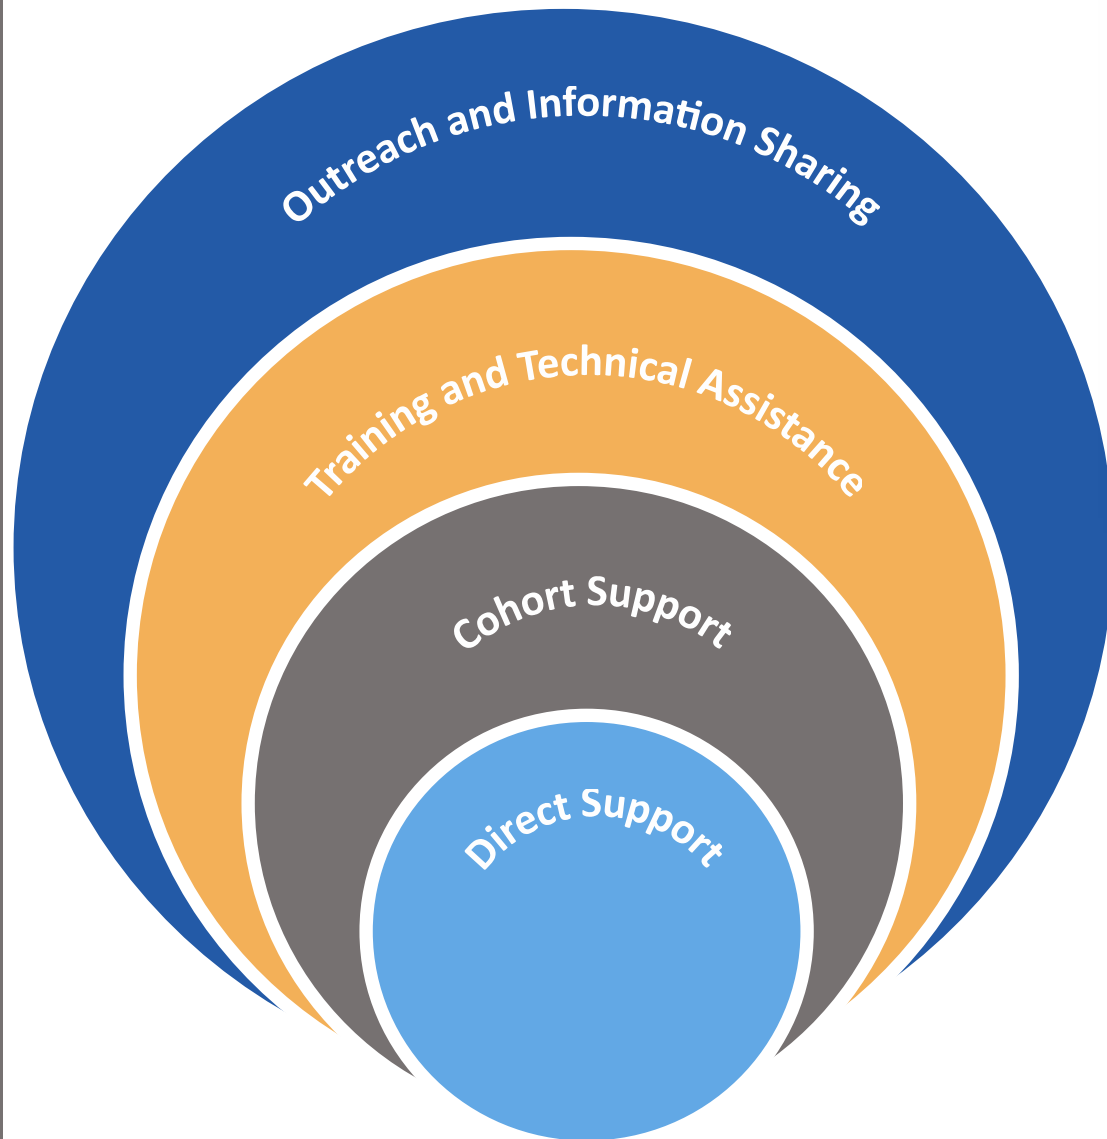 Outreach and Information Sharing
Training and Technical Assistance
Cohort Support
Direct Support